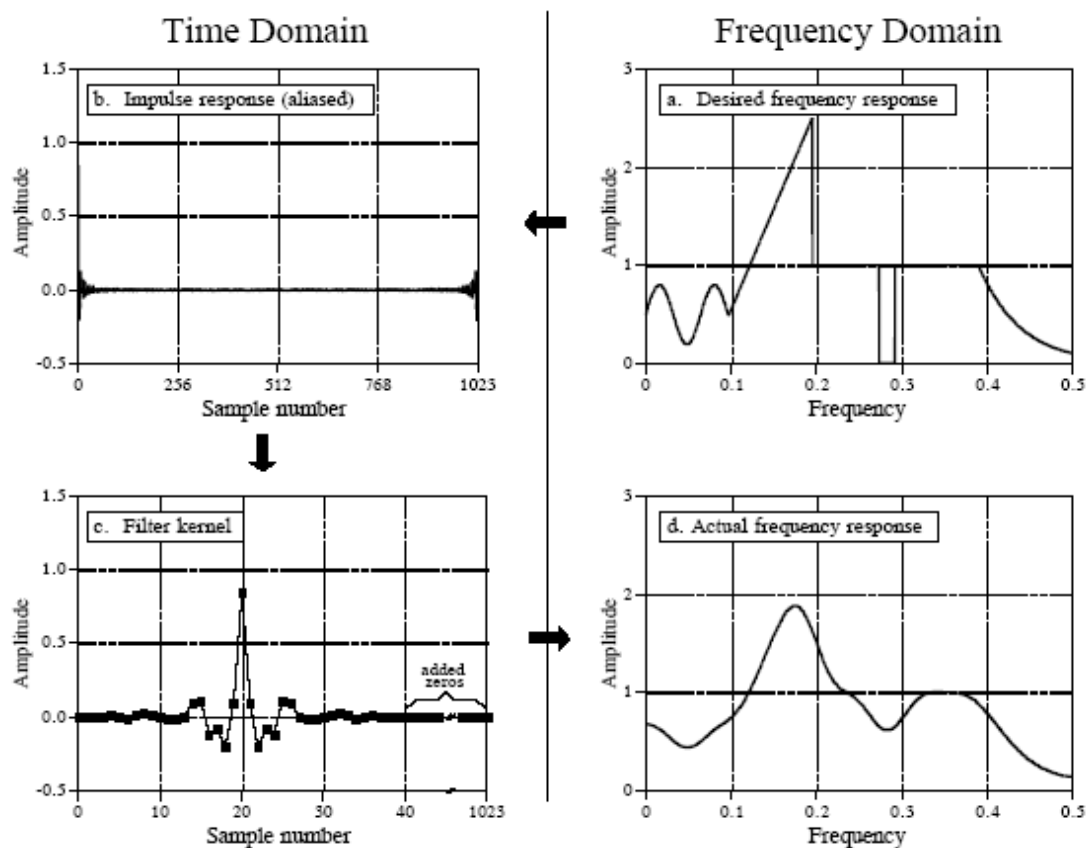 Time Domain
Frequency Domain
b. Impulse response (aliased)
Amplitude
1.5
1.0
0.5
0.0
-0.5
0 256 512 768 1023
Sample number
a. Desired frequency response
Amplitude
3
2
1
0
0 0.1 0.2 0.3 0.4 0.5
Frequency
c. Filter kernel
Amplitude
1.5
1.0
0.5
0.0
-0.5
added
zeros
0 10 20 30 40 1023
Sample number
d. Actual frequency response
Amplitude
3
2
1
0
0 0.1 0.2 0.3 0.4 0.5
Frequency